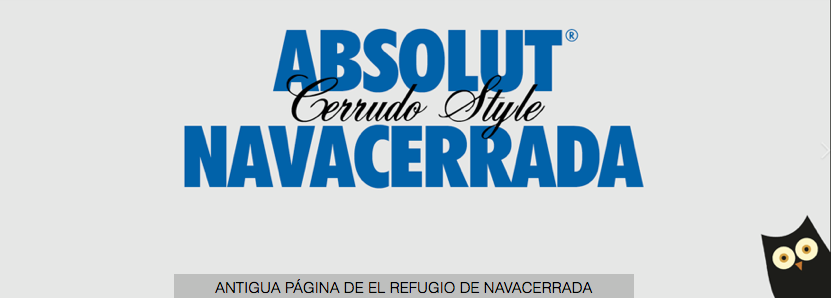 ABSOLUT®
Cerrudo Style
NAVACERRADA
ANTIGUA PÁGINA DE EL REFUGIO DE NAVACERRADA